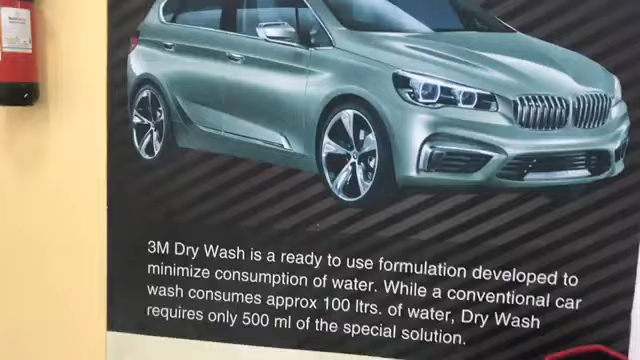 3M Dry Wash is a ready to use formulation developed to
minimize consumption of water. While a conventional car
wash consumes approx 100 ltrs. of water, Dry Wash
requires only 500 ml of the special solution.